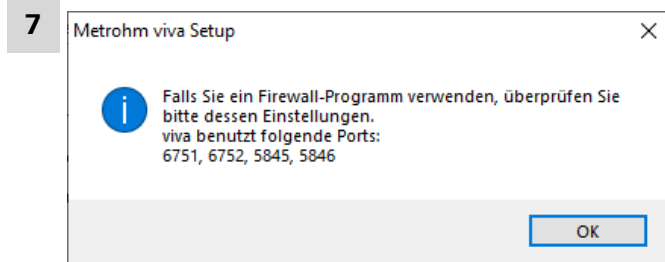 7
Metrohm viva Setup
Falls Sie ein Firewall-Programm verwenden, überprüfen Sie
bitte dessen Einstellungen.
viva benutzt folgende Ports:
6751, 6752, 5845, 5846
OK